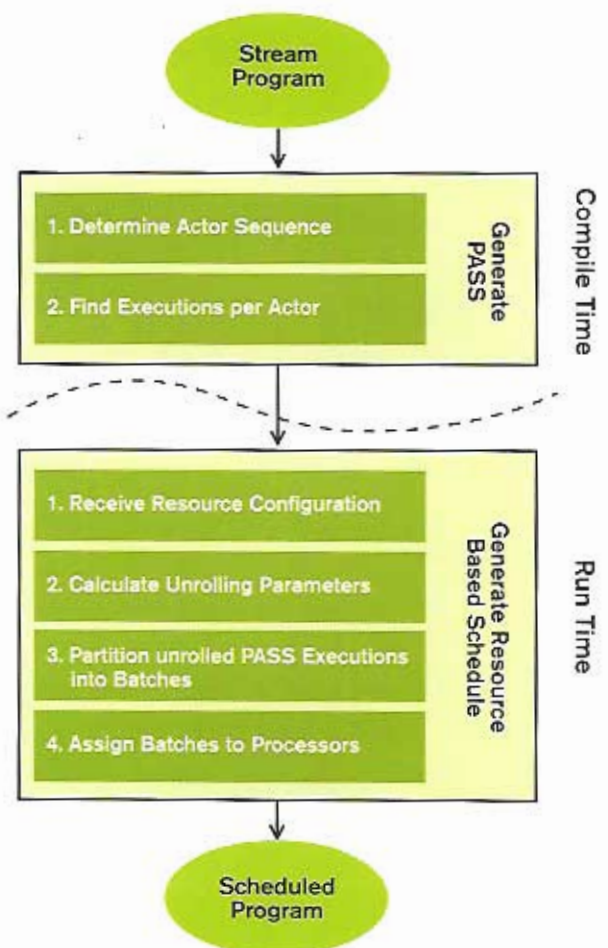 Stream
Program
Compile Time
Generate
PASS
1. Determine Actor Sequence
2. Find Executions per Actor
Run Time
Generate Resource
Based Schedule
1. Receive Resource Configuration
2. Calculate Unrolling Parameters
3. Partition unrolled PASS Executions
into Batches
4. Assign Batches to Processors
Scheduled
Program